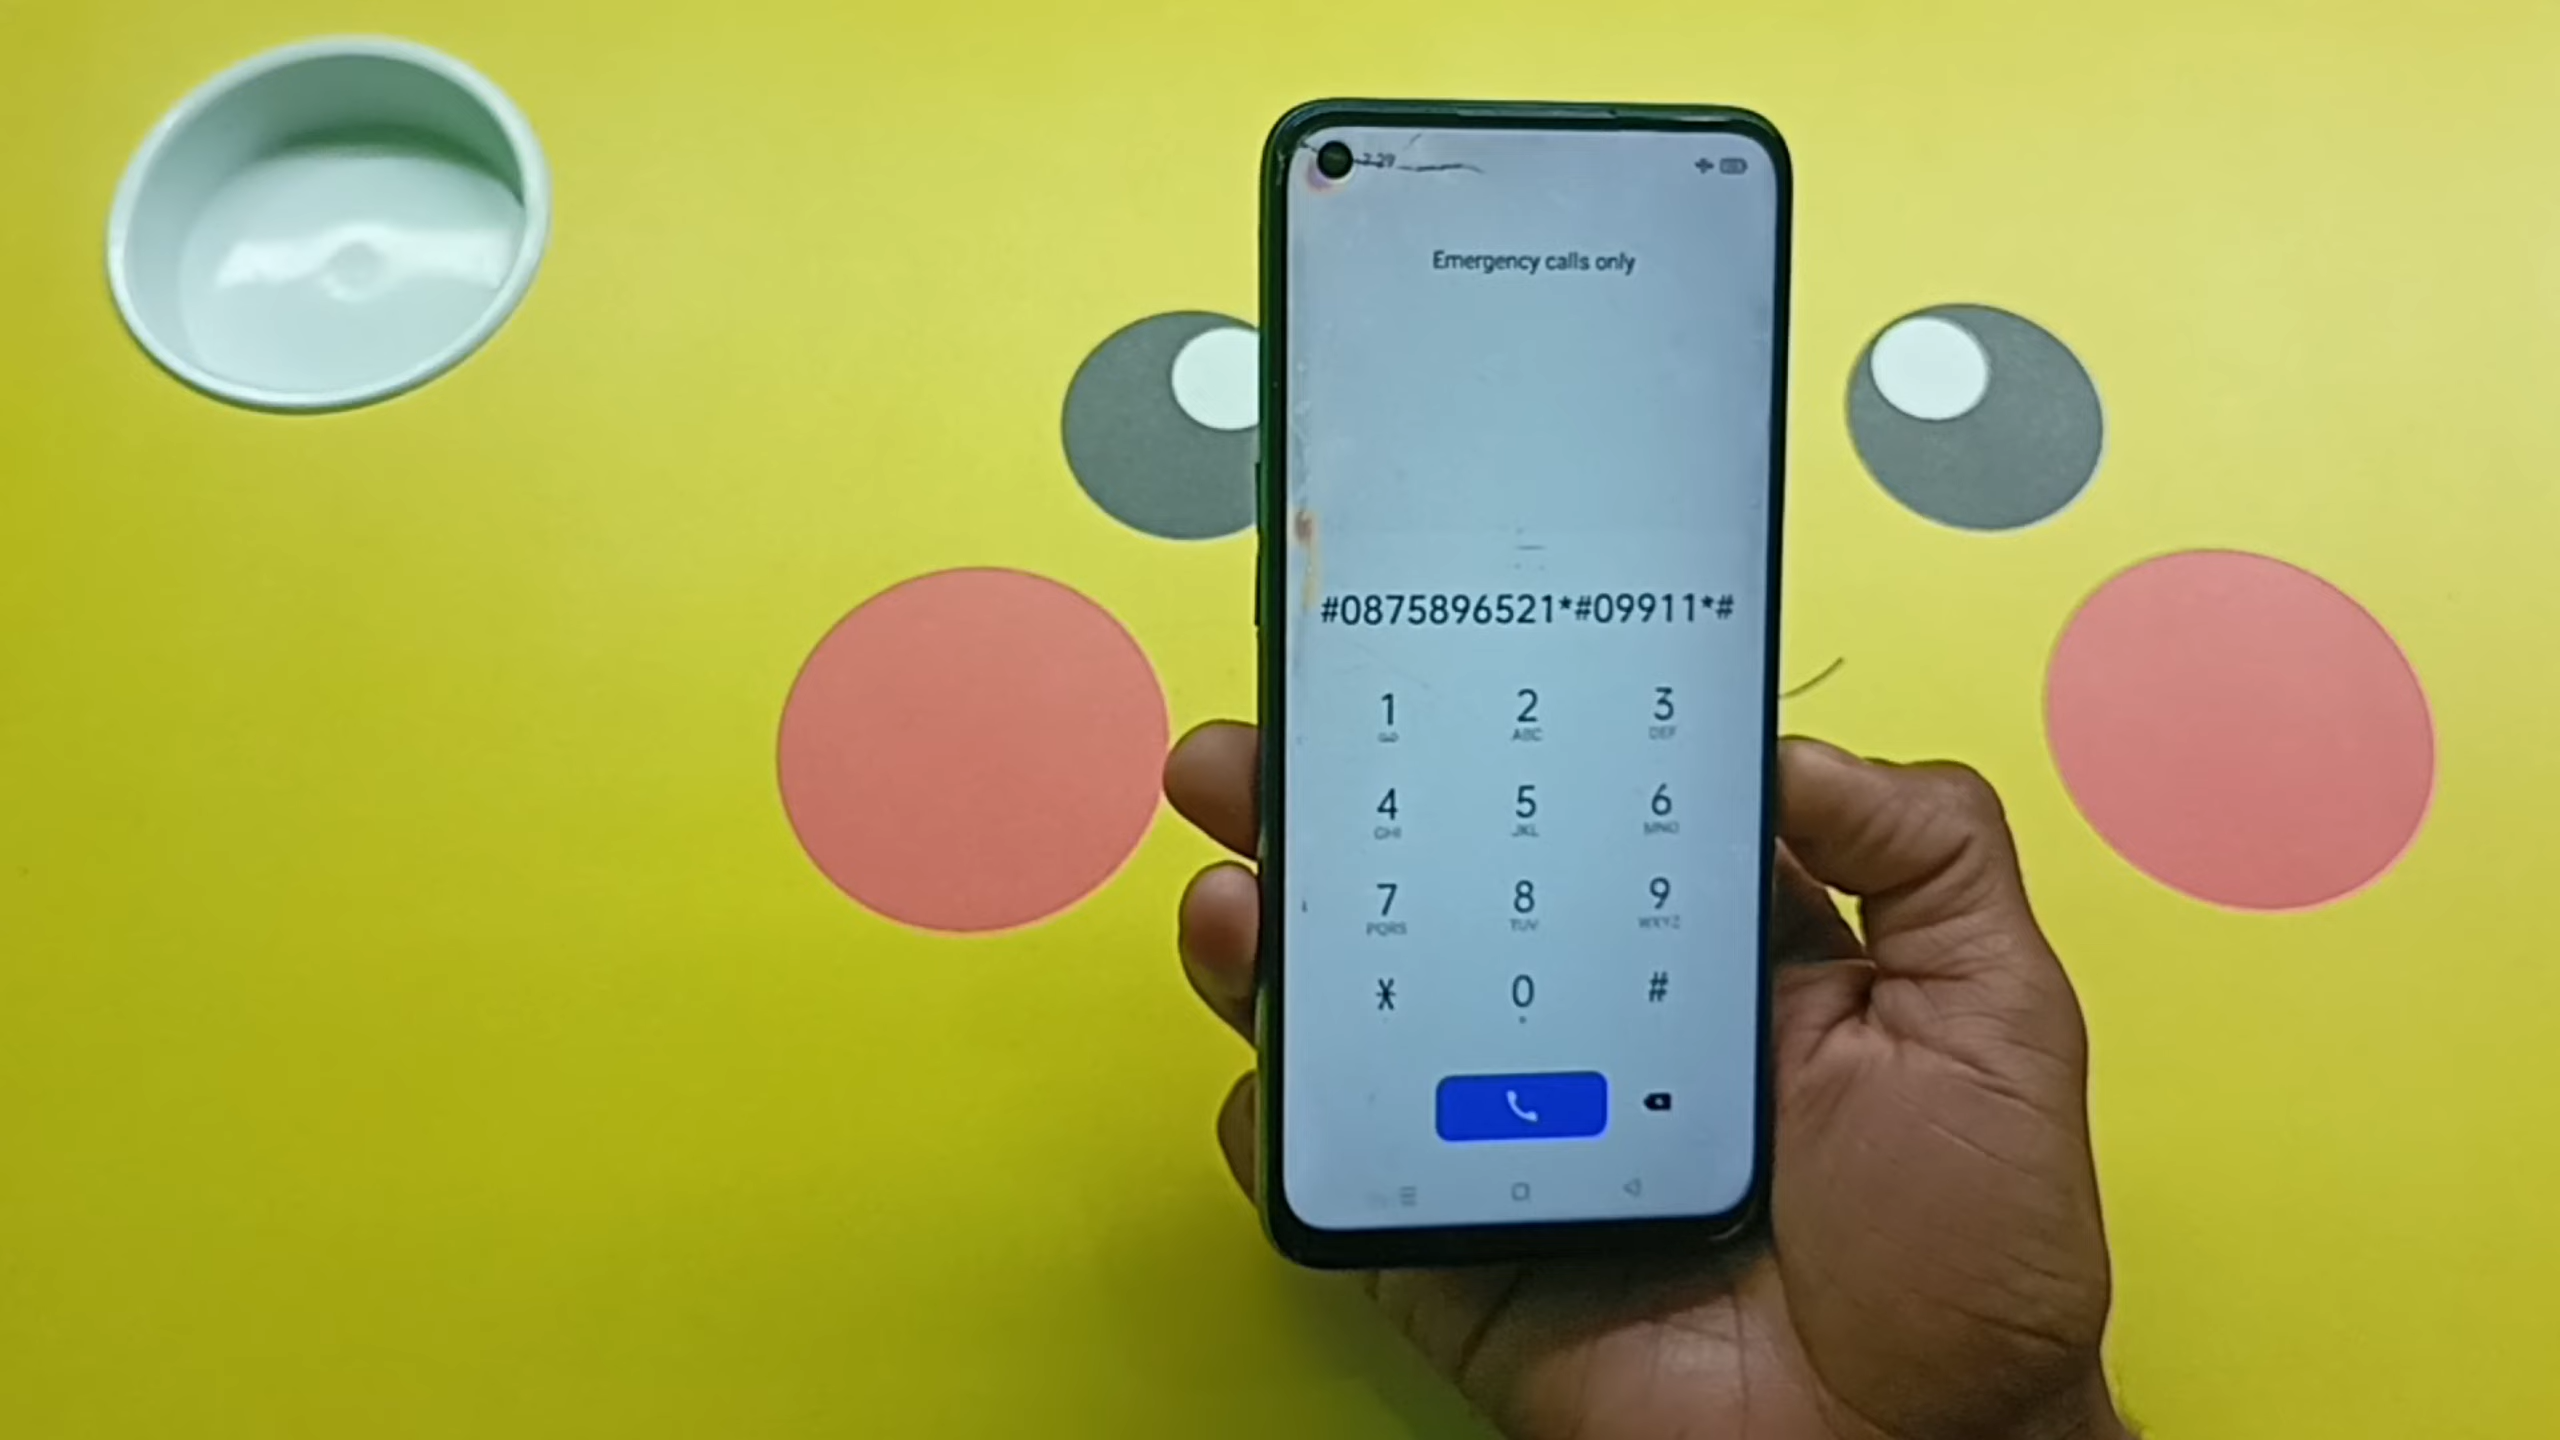 Emergency calls only
#0875896521*#09911*#
1 2 3
ABC DEF
4 5 6
GHI JKL MNO
7 8 9
PQRS TUV WXYZ
* 0 #